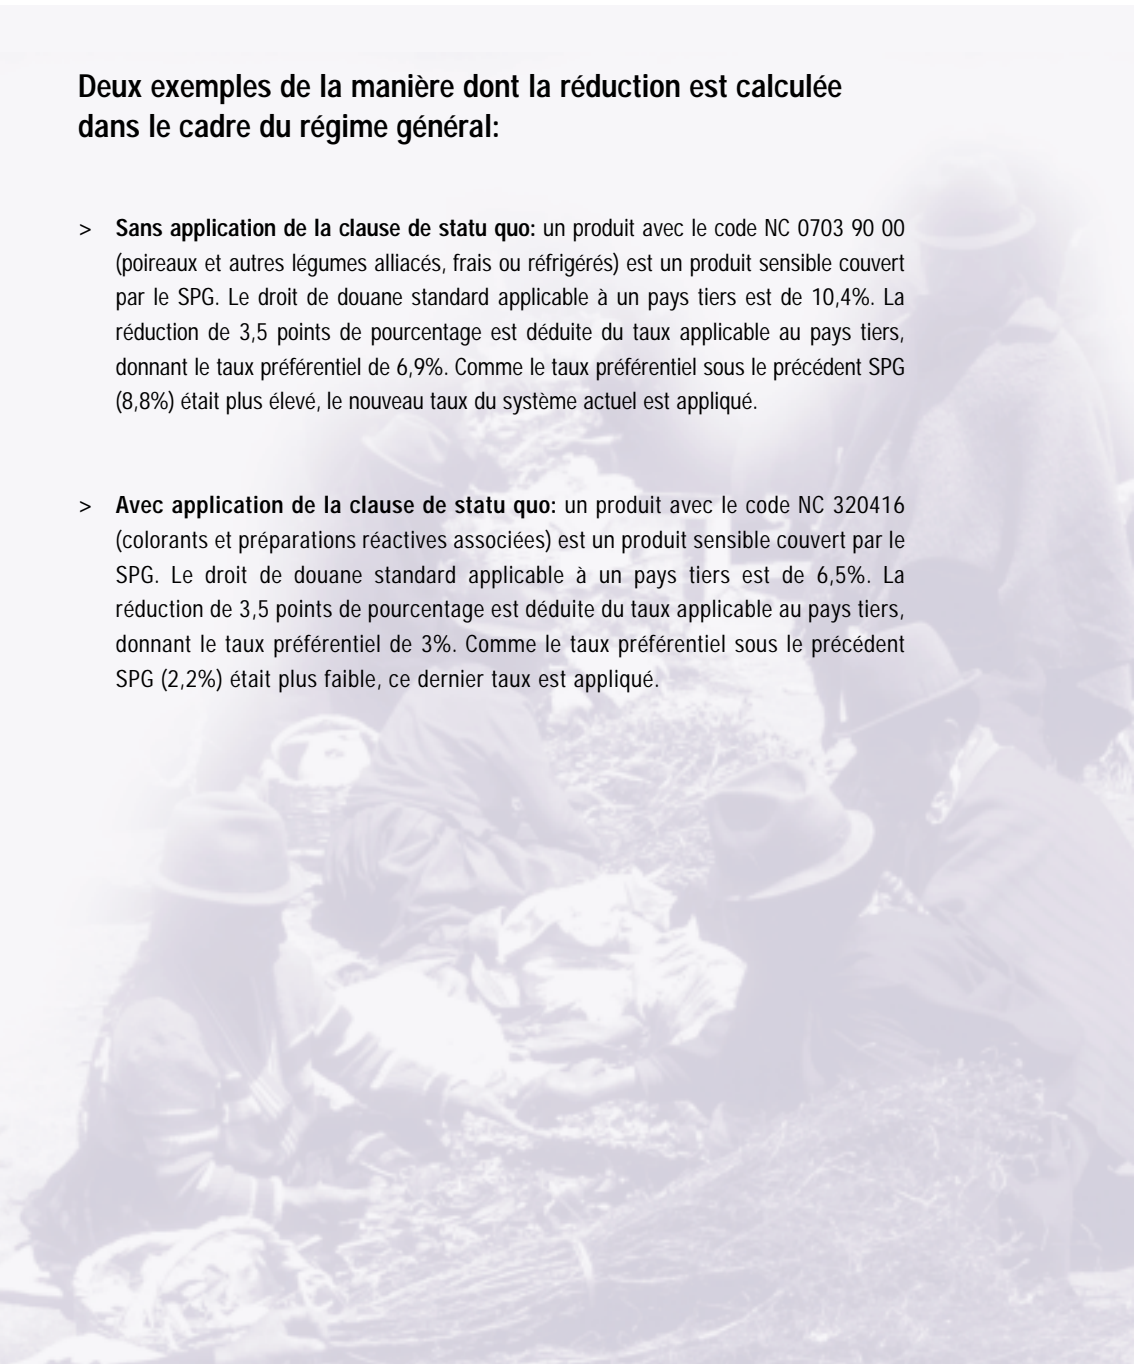 Deux exemples de la manière dont la réduction est calculée
dans le cadre du régime général:
> Sans application de la clause de statu quo: un produit avec le code NC 0703 90 00
(poireaux et autres légumes alliacés, frais ou réfrigérés) est un produit sensible couvert
par le SPG. Le droit de douane standard applicable à un pays tiers est de 10,4%. La
réduction de 3,5 points de pourcentage est déduite du taux applicable au pays tiers,
donnant le taux préférentiel de 6,9%. Comme le taux préférentiel sous le précédent SPG
(8,8%) était plus élevé, le nouveau taux du système actuel est appliqué.
> Avec application de la clause de statu quo: un produit avec le code NC 320416
(colorants et préparations réactives associées) est un produit sensible couvert par le
SPG. Le droit de douane standard applicable à un pays tiers est de 6,5%. La
réduction de 3,5 points de pourcentage est déduite du taux applicable au pays tiers,
donnant le taux préférentiel de 3%. Comme le taux préférentiel sous le précédent
SPG (2,2%) était plus faible, ce dernier taux est appliqué.